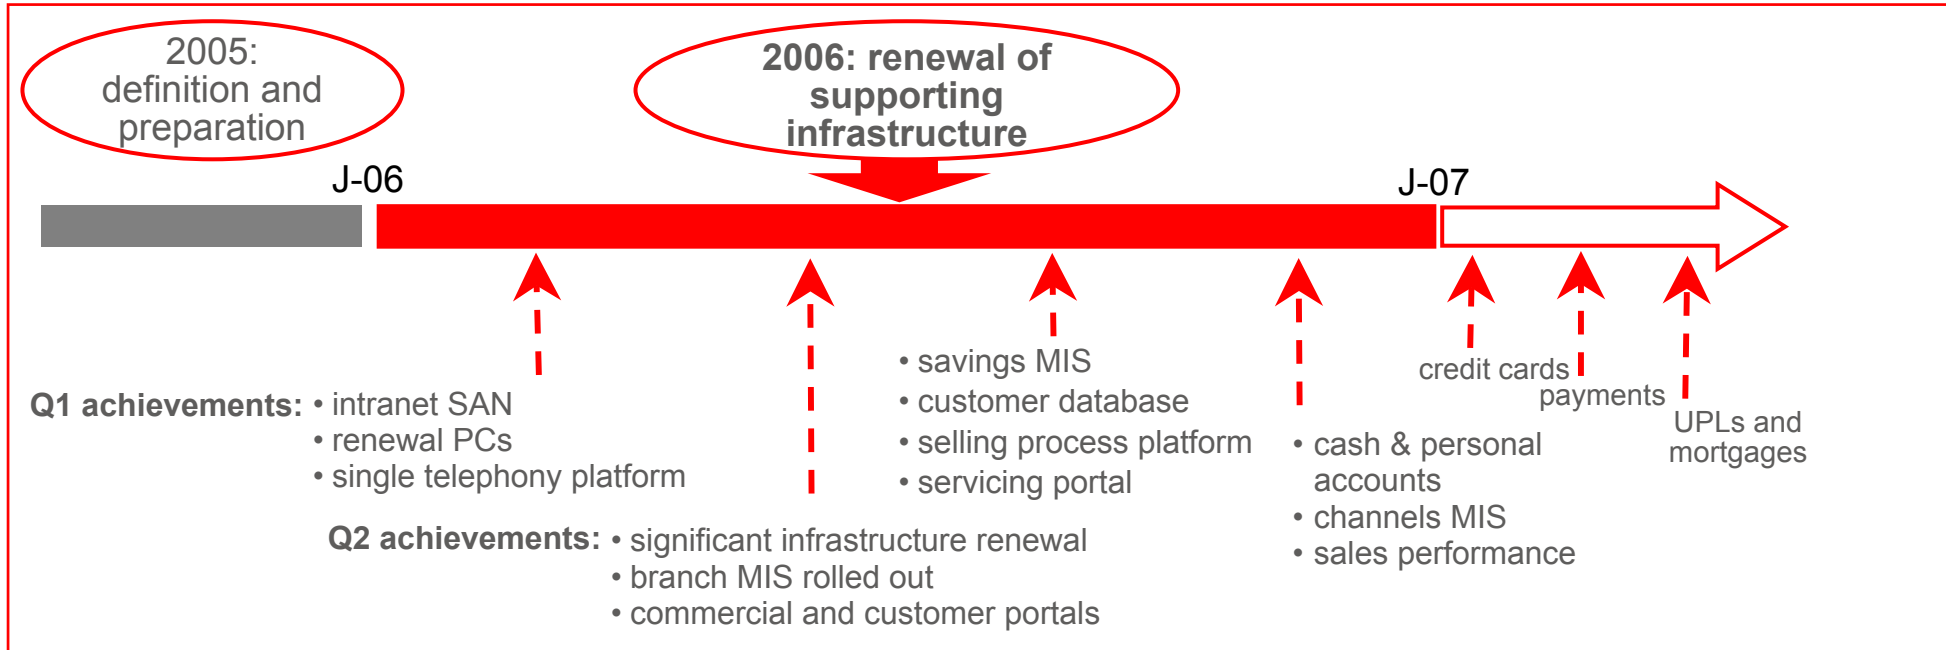 2005:
definition and
preparation
2006: renewal of
supporting
infrastructure
J-06
J-07
Q1 achievements:
• intranet SAN
• renewal PCs
• single telephony platform
Q2 achievements:
• significant infrastructure renewal
• branch MIS rolled out
• commercial and customer portals
• savings MIS
• customer database
• selling process platform
• servicing portal
• cash & personal
accounts
• channels MIS
• sales performance
credit cards
payments
UPLs and
mortgages